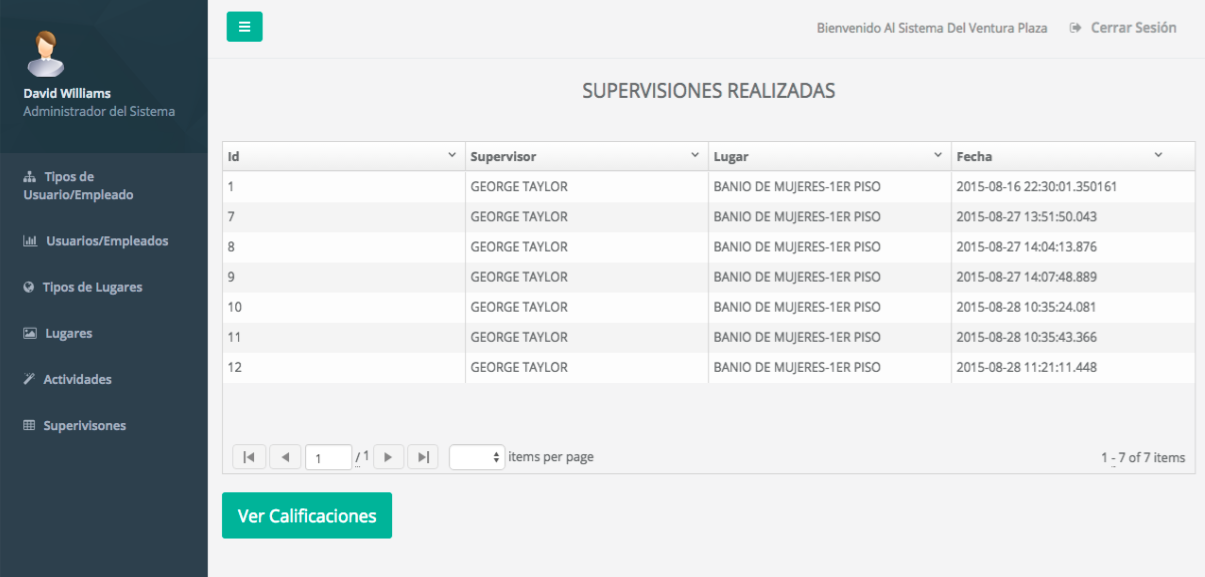 Bienvenido Al Sistema Del Ventura Plaza Cerrar Sesión
David Williams
Administrador del Sistema
Tipos de
Usuario/Empleado
Usuarios/Empleados
Tipos de Lugares
Lugares
Actividades
Superivisones
SUPERVISIONES REALIZADAS
Id Supervisor Lugar Fecha
1 GEORGE TAYLOR BANIO DE MUJERES-1ER PISO 2015-08-16 22:30:01.350161
7 GEORGE TAYLOR BANIO DE MUJERES-1ER PISO 2015-08-27 13:51:50.043
8 GEORGE TAYLOR BANIO DE MUJERES-1ER PISO 2015-08-27 14:04:13.876
9 GEORGE TAYLOR BANIO DE MUJERES-1ER PISO 2015-08-27 14:07:48.889
10 GEORGE TAYLOR BANIO DE MUJERES-1ER PISO 2015-08-28 10:35:24.081
11 GEORGE TAYLOR BANIO DE MUJERES-1ER PISO 2015-08-28 10:35:43.366
12 GEORGE TAYLOR BANIO DE MUJERES-1ER PISO 2015-08-28 11:21:11.448
1 / 1 items per page 1 - 7 of 7 items
Ver Calificaciones